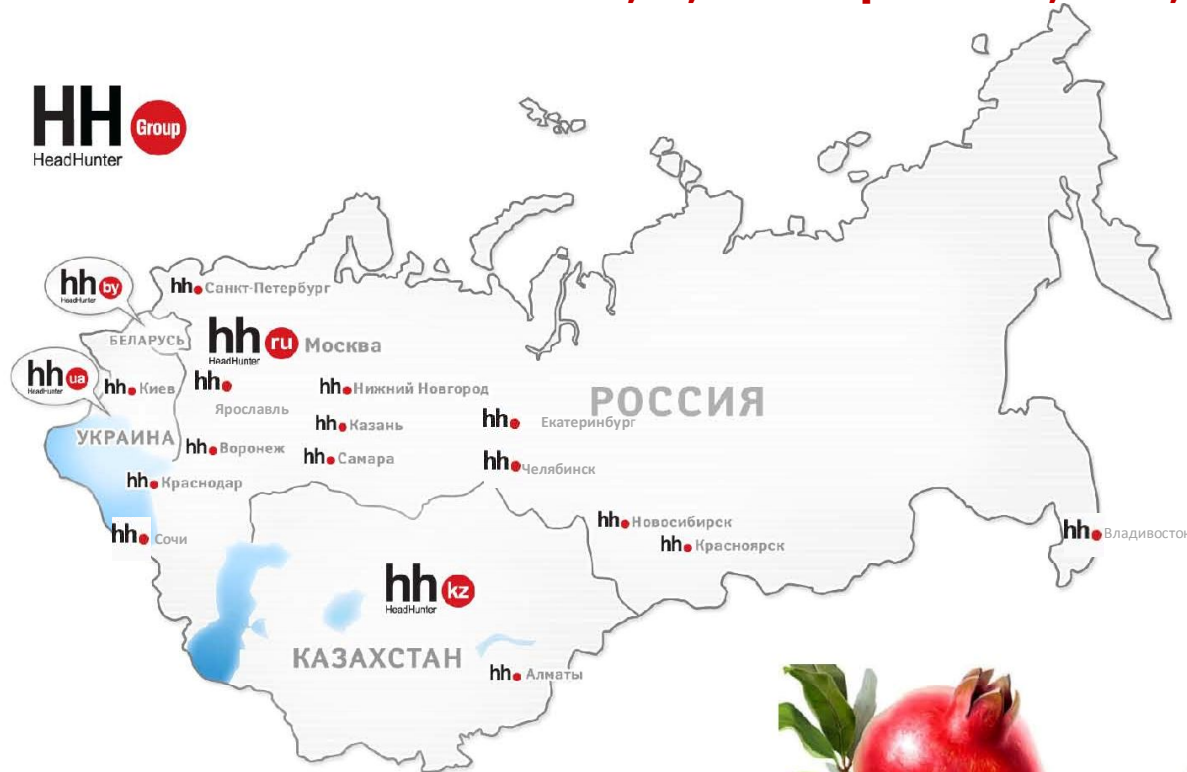 HH Group
HeadHunter
hh by
HeadHunter
hh. Санкт-Петербург
БЕЛАРУСЬ
hh ru Москва
HeadHunter
hh ua
HeadHunter
hh. Киев
hh.
Ярославль
hh. Нижний Новгород
РОССИЯ
hh. Казань
hh. Екатеринбург
УКРАИНА
hh. Воронеж
hh. Самара
hh. Челябинск
hh. Краснодар
hh. Новосибирск
hh. Сочи
hh. Красноярск
hh. Владивосток
hh kz
HeadHunter
КАЗАХСТАН
hh. Алматы